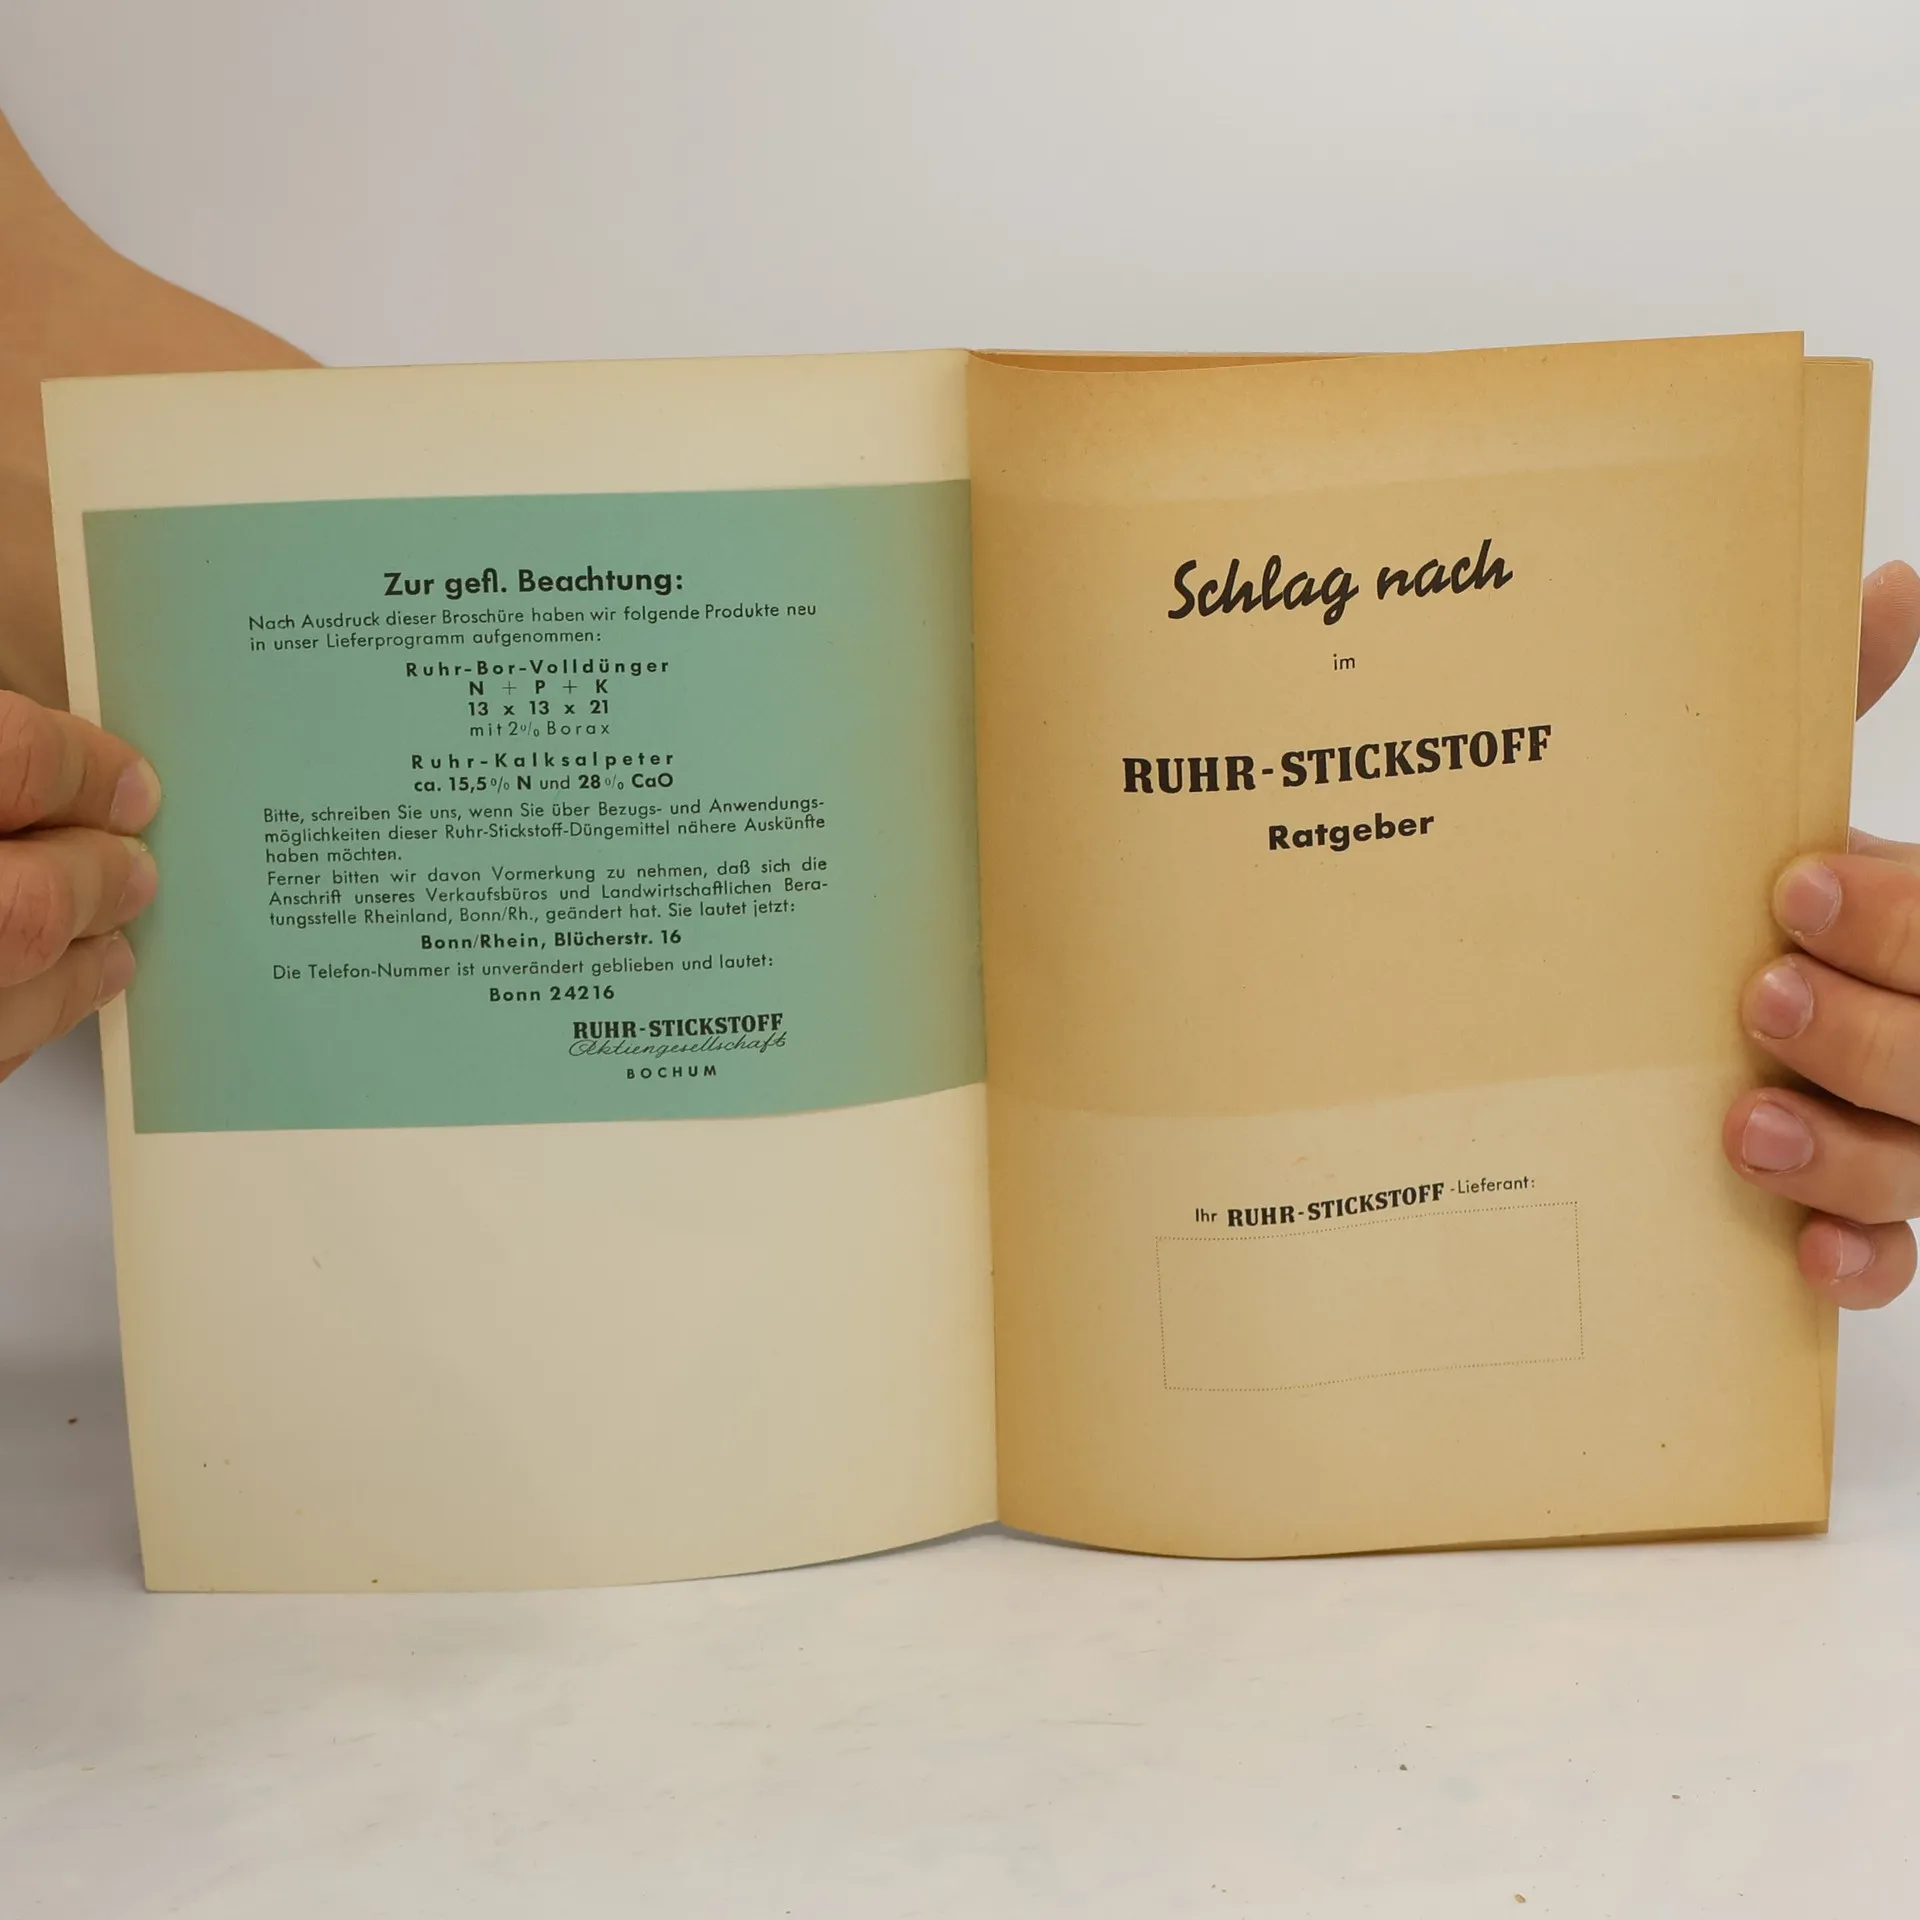 Zur gefl. Beachtung:
Nach Ausdruck dieser Broschüre haben wir folgende Produkte neu
in unser Lieferprogramm aufgenommen:
Ruhr-Bor-Volldünger
N + P + K
13 x 13 x 21
mit 2% Borax
Ruhr-Kalksalpeter
ca. 15,5% N und 28% CaO
Bitte, schreiben Sie uns, wenn Sie über Bezugs- und Anwendungs-
möglichkeiten dieser Ruhr-Stickstoff-Düngemittel nähere Auskünfte
haben möchten.
Ferner bitten wir davon Vormerkung zu nehmen, daß sich die
Anschrift unseres Verkaufsbüros und Landwirtschaftlichen Bera-
tungsstelle Rheinland, Bonn/Rh., geändert hat. Sie lautet jetzt:
Bonn/Rhein, Blücherstr. 16
Die Telefon-Nummer ist unverändert geblieben und lautet:
Bonn 24216
RUHR-STICKSTOFF
Aktiengesellschaft
BOCHUM
Schlag nach
im
RUHR-STICKSTOFF
Ratgeber
Ihr RUHR-STICKSTOFF-Lieferant: